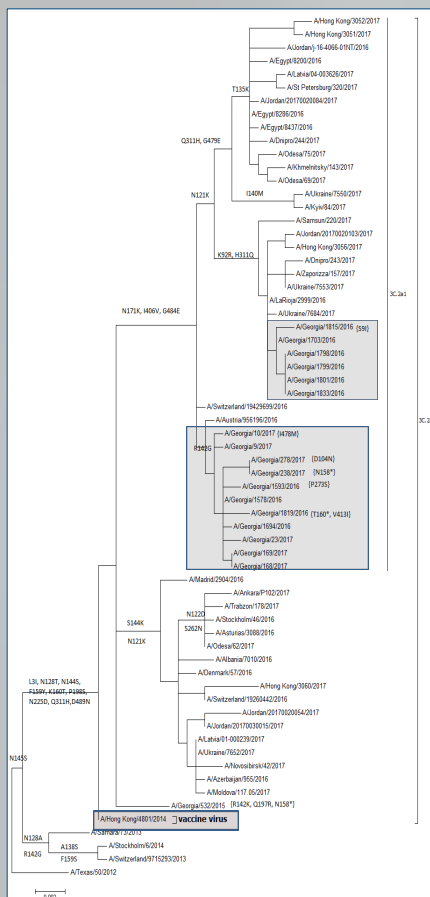 A/Hong Kong/3052/2017
A/Hong Kong/3051/2017
A/Jordan/j-16-4066-01NT/2016
A/Egypt/8200/2016
A/Latvia/04-003626/2017
A/St Petersburg/320/2017
T135K
A/Jordan/20170020084/2017
A/Egypt/8286/2016
A/Egypt/8437/2016
A/Dnipro/244/2017
Q311H, G479E
A/Odesa/75/2017
A/Khmelnitsky/143/2017
A/Odesa/69/2017
I140M
A/Ukraine/7550/2017
N121K
A/Kyiv/84/2017
A/Samsun/220/2017
A/Jordan/20170020103/2017
A/Hong Kong/3056/2017
K92R, H311Q
A/Dnipro/243/2017
A/Zaporizza/157/2017
A/Ukraine/7553/2017
3C.2a1
A/LaRioja/2999/2016
N171K, I406V, G484E
A/Ukraine/7684/2017
A/Georgia/1815/2016 {S9I}
A/Georgia/1703/2016
A/Georgia/1798/2016
A/Georgia/1799/2016
A/Georgia/1801/2016
A/Georgia/1833/2016
A/Switzerland/19429699/2016
A/Austria/956196/2016
3C.2
A/Georgia/10/2017 {I478M}
R142G
A/Georgia/9/2017
A/Georgia/278/2017 {D104N}
A/Georgia/238/2017 {N158*}
A/Georgia/1593/2016 {P273S}
A/Georgia/1578/2016
A/Georgia/1819/2016 {T160*, V413I}
A/Georgia/1694/2016
A/Georgia/23/2017
A/Georgia/169/2017
A/Georgia/168/2017
A/Madrid/2904/2016
A/Ankara/P102/2017
A/Trabzon/178/2017
N122D
A/Stockholm/46/2016
S144K
S262N
A/Asturias/3088/2016
N121K
A/Odesa/62/2017
A/Albania/7010/2016
A/Denmark/57/2016
L3I, N128T, N144S,
F159Y, K160T, P198S,
N225D, Q311H,D489N
A/Hong Kong/3060/2017
A/Switzerland/19260442/2016
A/Jordan/20170020054/2017
A/Jordan/20170030015/2017
A/Latvia/01-000239/2017
A/Ukraine/7652/2017
N145S
A/Novosibirsk/42/2017
A/Azerbaijan/955/2016
A/Moldova/117.05/2017
A/Georgia/532/2015 {R142K, Q197R, N158*}
A/Hong Kong/4801/2014 vaccine virus
A/Samara/73/2013
N128A
A138S
A/Stockholm/6/2014
R142G
F159S
A/Switzerland/9715293/2013
A/Texas/50/2012
0.002